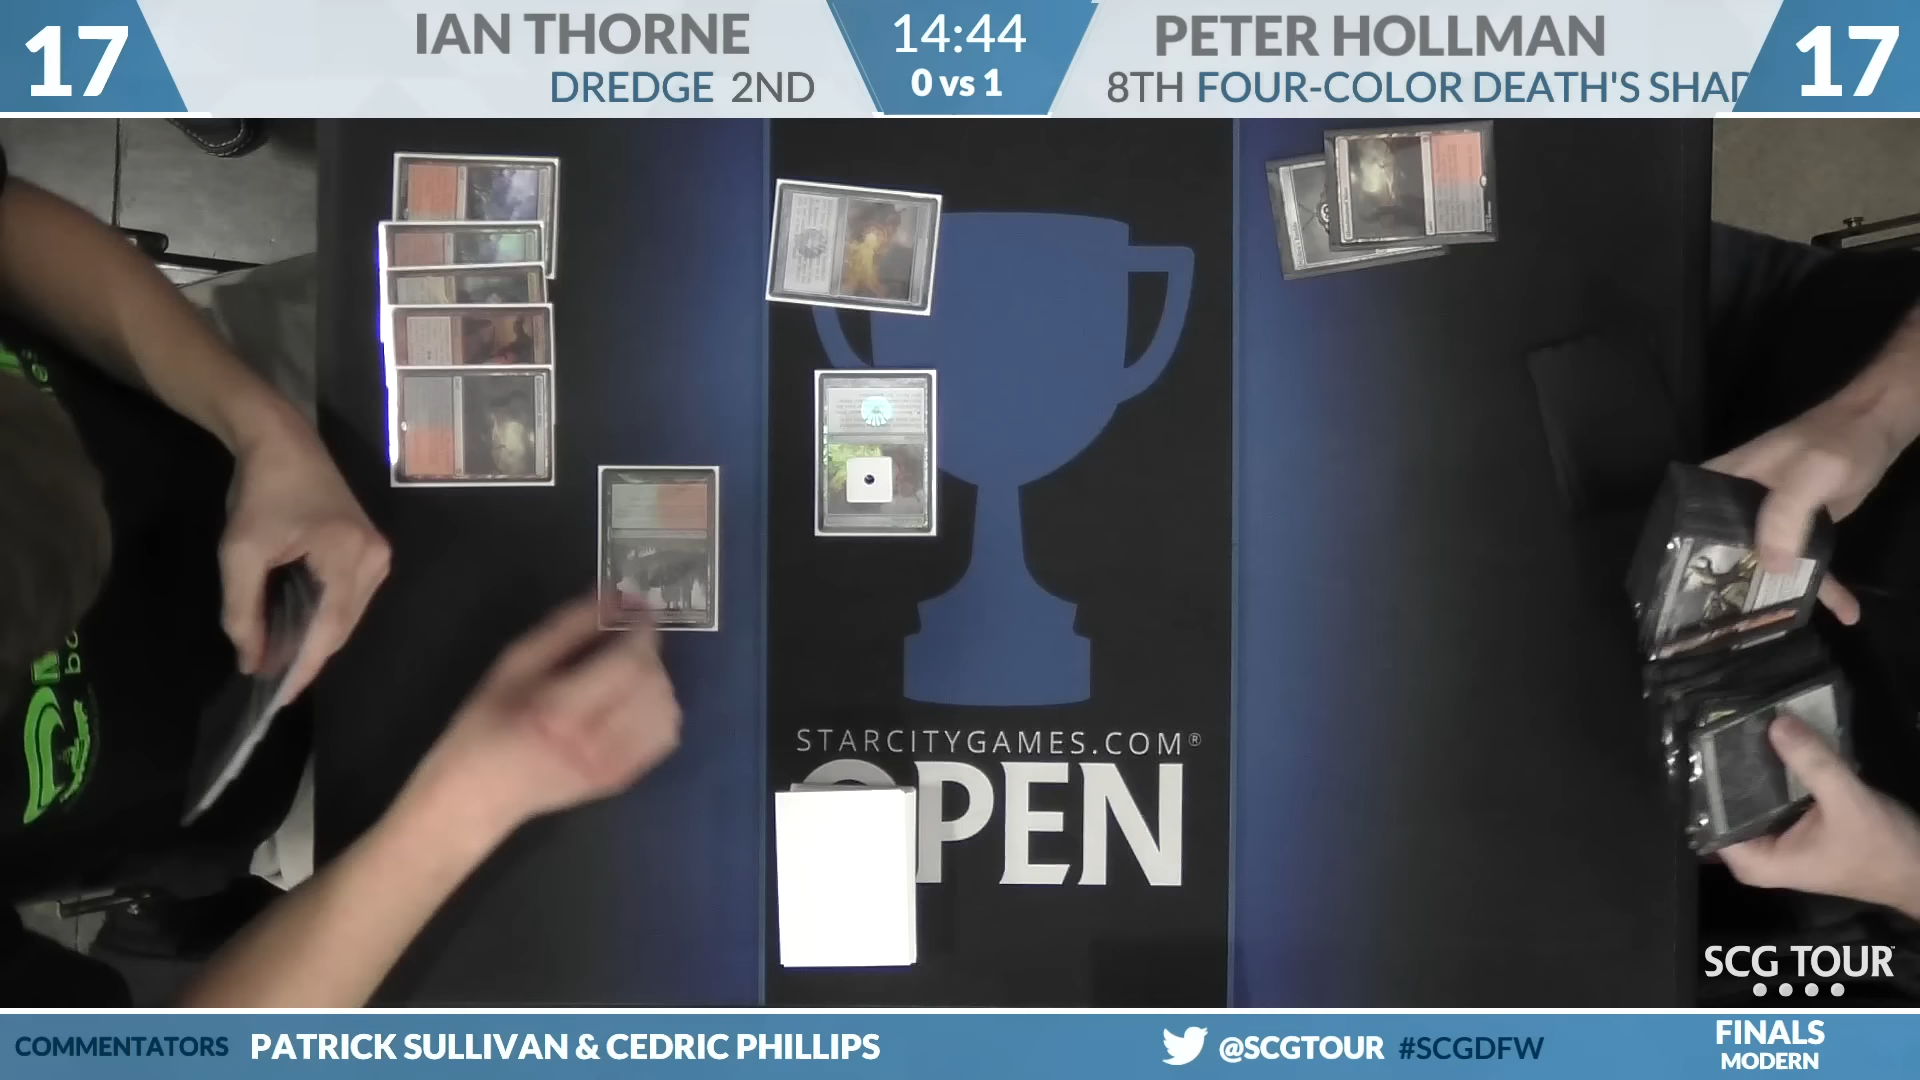 17
IAN THORNE
DREDGE 2ND
14:44
0 vs 1
PETER HOLLMAN
8TH FOUR-COLOR DEATH'S SHAD
17
STARCITYGAMES.COM®
OPEN
SCG TOUR
COMMENTATORS PATRICK SULLIVAN & CEDRIC PHILLIPS
@SCGTOUR #SCGDFW
FINALS
MODERN